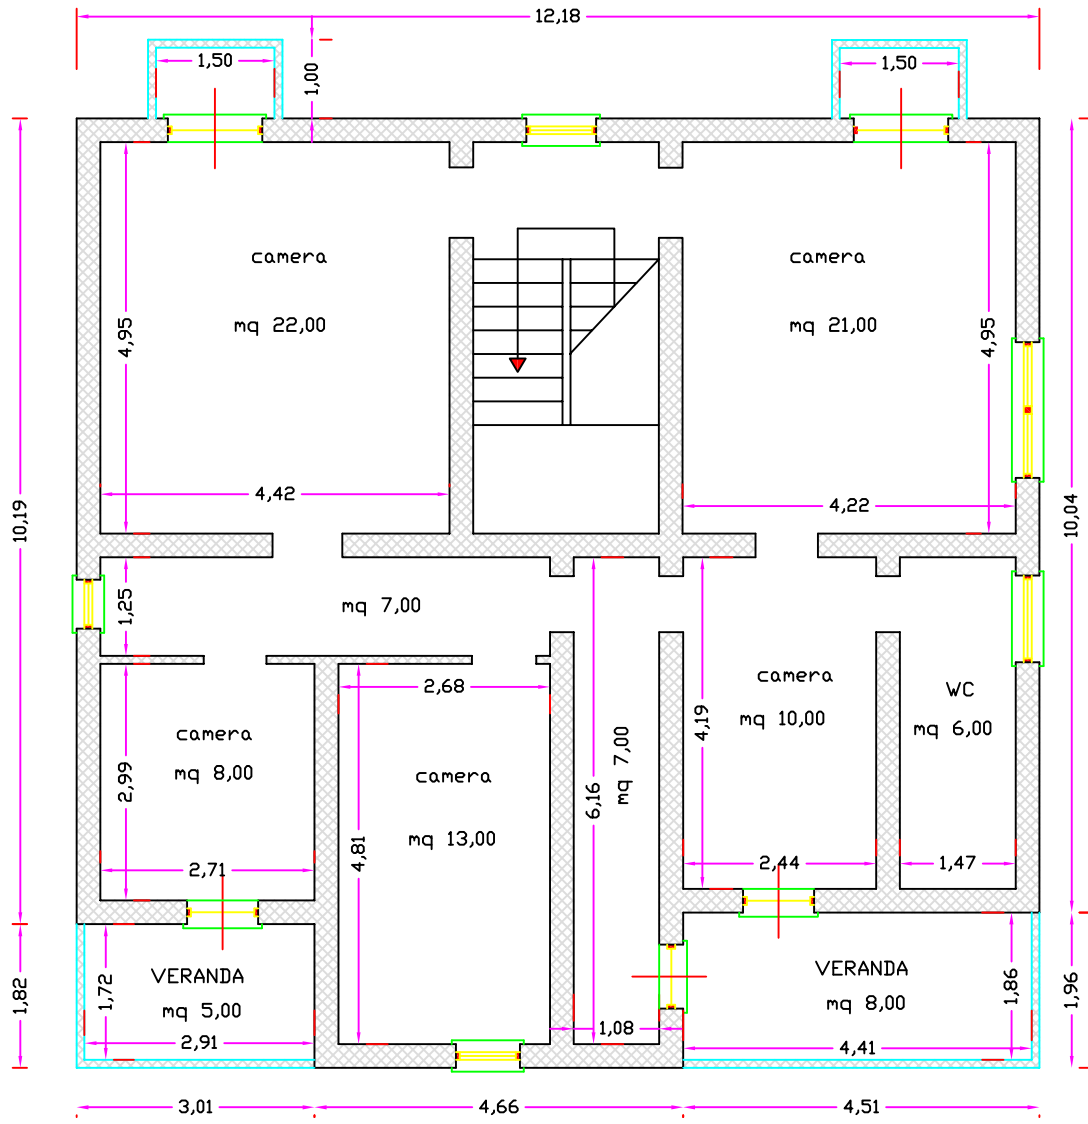 12,18
1,50
1,00
1,50
camera
mq 22,00
camera
mq 21,00
4,95
4,95
4,42
4,22
10,19
10,04
1,25
mq 7,00
2,68
camera
mq 10,00
WC
mq 6,00
4,19
camera
mq 8,00
2,99
camera
mq 13,00
4,81
6,16
mq 7,00
2,71
2,44
1,47
VERANDA
mq 5,00
1,72
1,82
2,91
1,08
VERANDA
mq 8,00
1,86
1,96
4,41
3,01
4,66
4,51